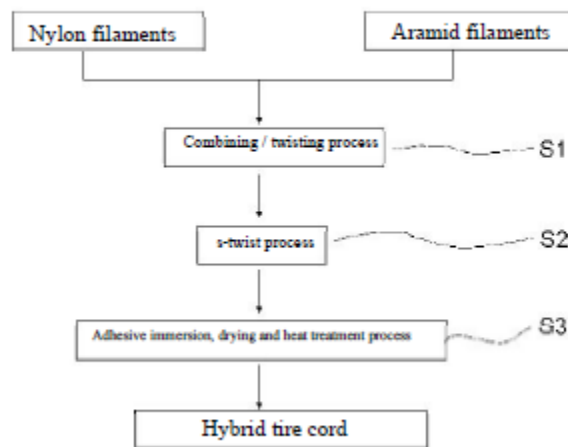 Nylon filaments
Aramid filaments
Combining / twisting process
S1
s-twist process
S2
Adhesive immersion, drying and heat treatment process
S3
Hybrid tire cord